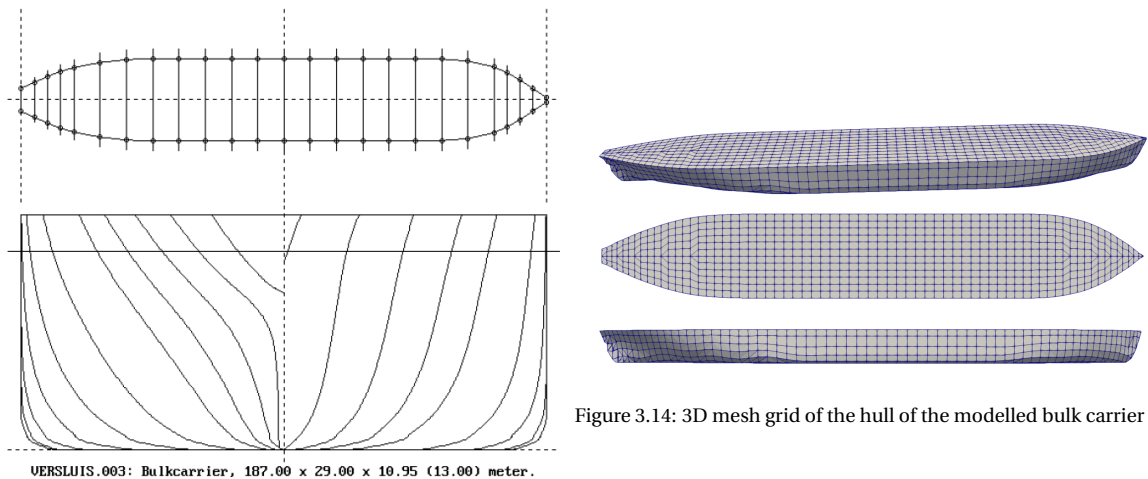 VERSLUIS.003: Bulkcarrier, 187.00 x 29.00 x 10.95 (13.00) meter.
Figure 3.14: 3D mesh grid of the hull of the modelled bulk carrier